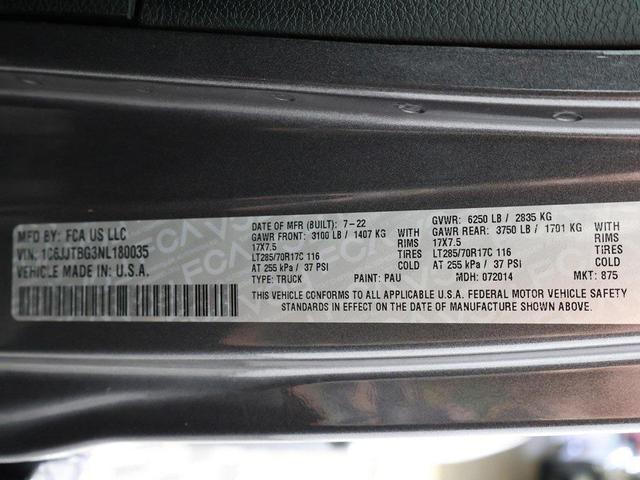 MFD BY: FCA US LLC
VIN: 1C6JJTBG3NL180035
VEHICLE MADE IN: U.S.A.
DATE OF MFR (BUILT): 7-22
GAWR FRONT: 3100 LB / 1407 KG WITH
17X7.5 RIMS
LT285/70R17C 116 TIRES
AT 255 kPa / 37 PSI COLD
TYPE: TRUCK PAINT: PAU
GVWR: 6250 LB / 2835 KG
GAWR REAR: 3750 LB / 1701 KG WITH
17X7.5 RIMS
LT285/70R17C 116 TIRES
AT 255 kPa / 37 PSI COLD
MDH: 072014 MKT: 875
THIS VEHICLE CONFORMS TO ALL APPLICABLE U.S.A. FEDERAL MOTOR VEHICLE SAFETY
STANDARDS IN EFFECT ON THE DATE OF MANUFACTURE SHOWN ABOVE.